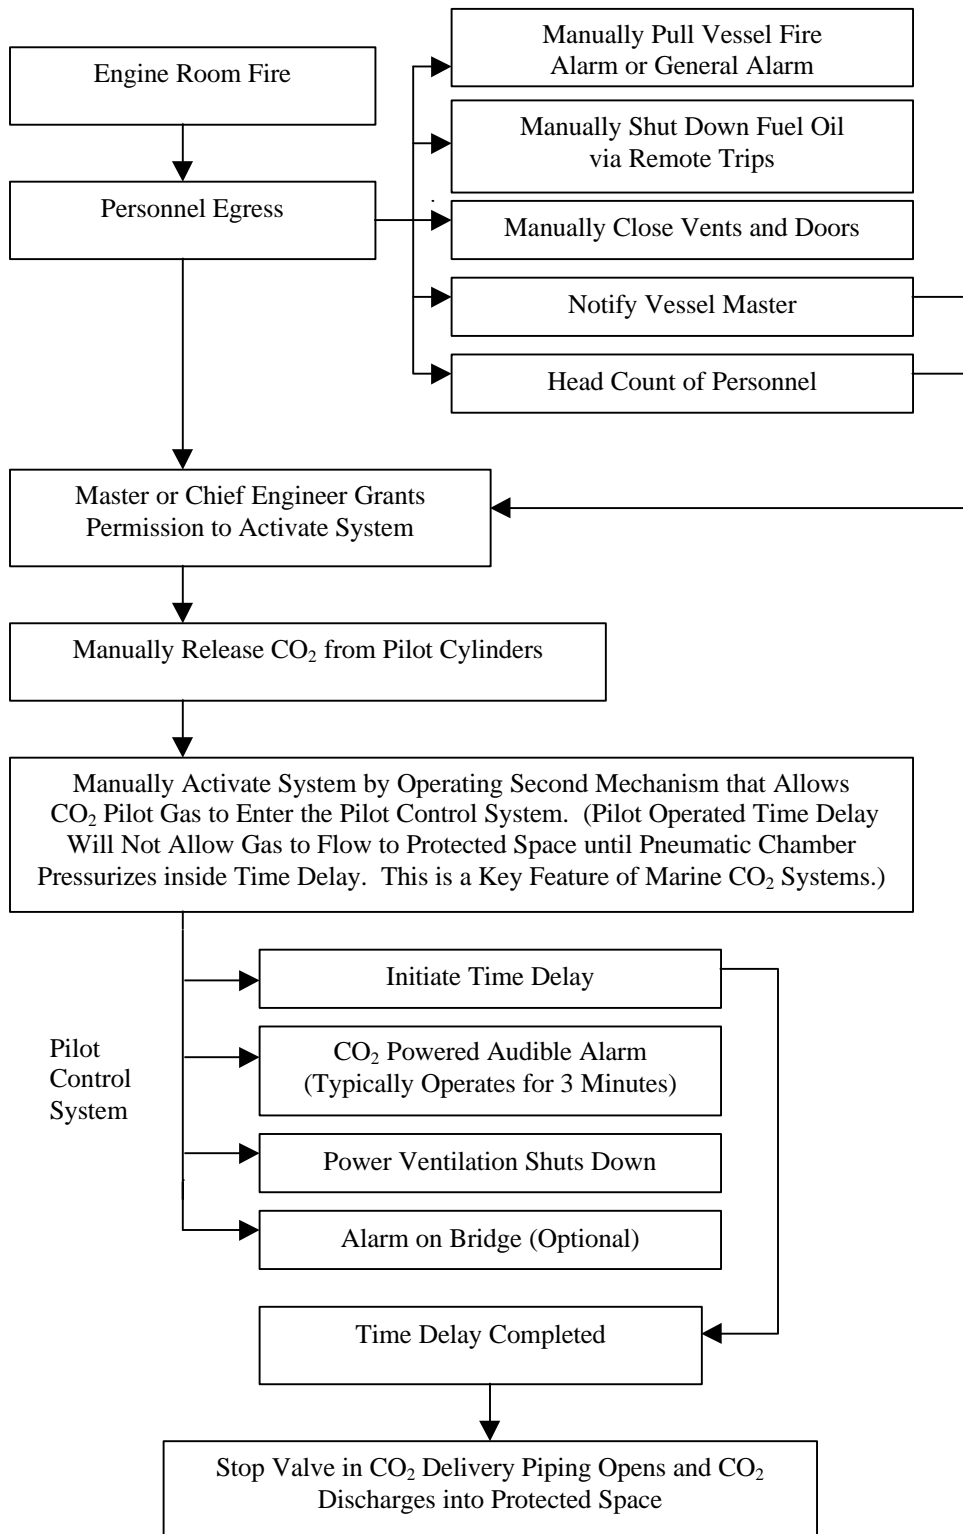 Engine Room Fire
Manually Pull Vessel Fire
Alarm or General Alarm
Manually Shut Down Fuel Oil
via Remote Trips
Personnel Egress
Manually Close Vents and Doors
Notify Vessel Master
Head Count of Personnel
Master or Chief Engineer Grants
Permission to Activate System
Manually Release CO₂ from Pilot Cylinders
Manually Activate System by Operating Second Mechanism that Allows
CO₂ Pilot Gas to Enter the Pilot Control System. (Pilot Operated Time Delay
Will Not Allow Gas to Flow to Protected Space until Pneumatic Chamber
Pressurizes inside Time Delay. This is a Key Feature of Marine CO₂ Systems.)
Pilot
Control
System
Initiate Time Delay
CO₂ Powered Audible Alarm
(Typically Operates for 3 Minutes)
Power Ventilation Shuts Down
Alarm on Bridge (Optional)
Time Delay Completed
Stop Valve in CO₂ Delivery Piping Opens and CO₂
Discharges into Protected Space